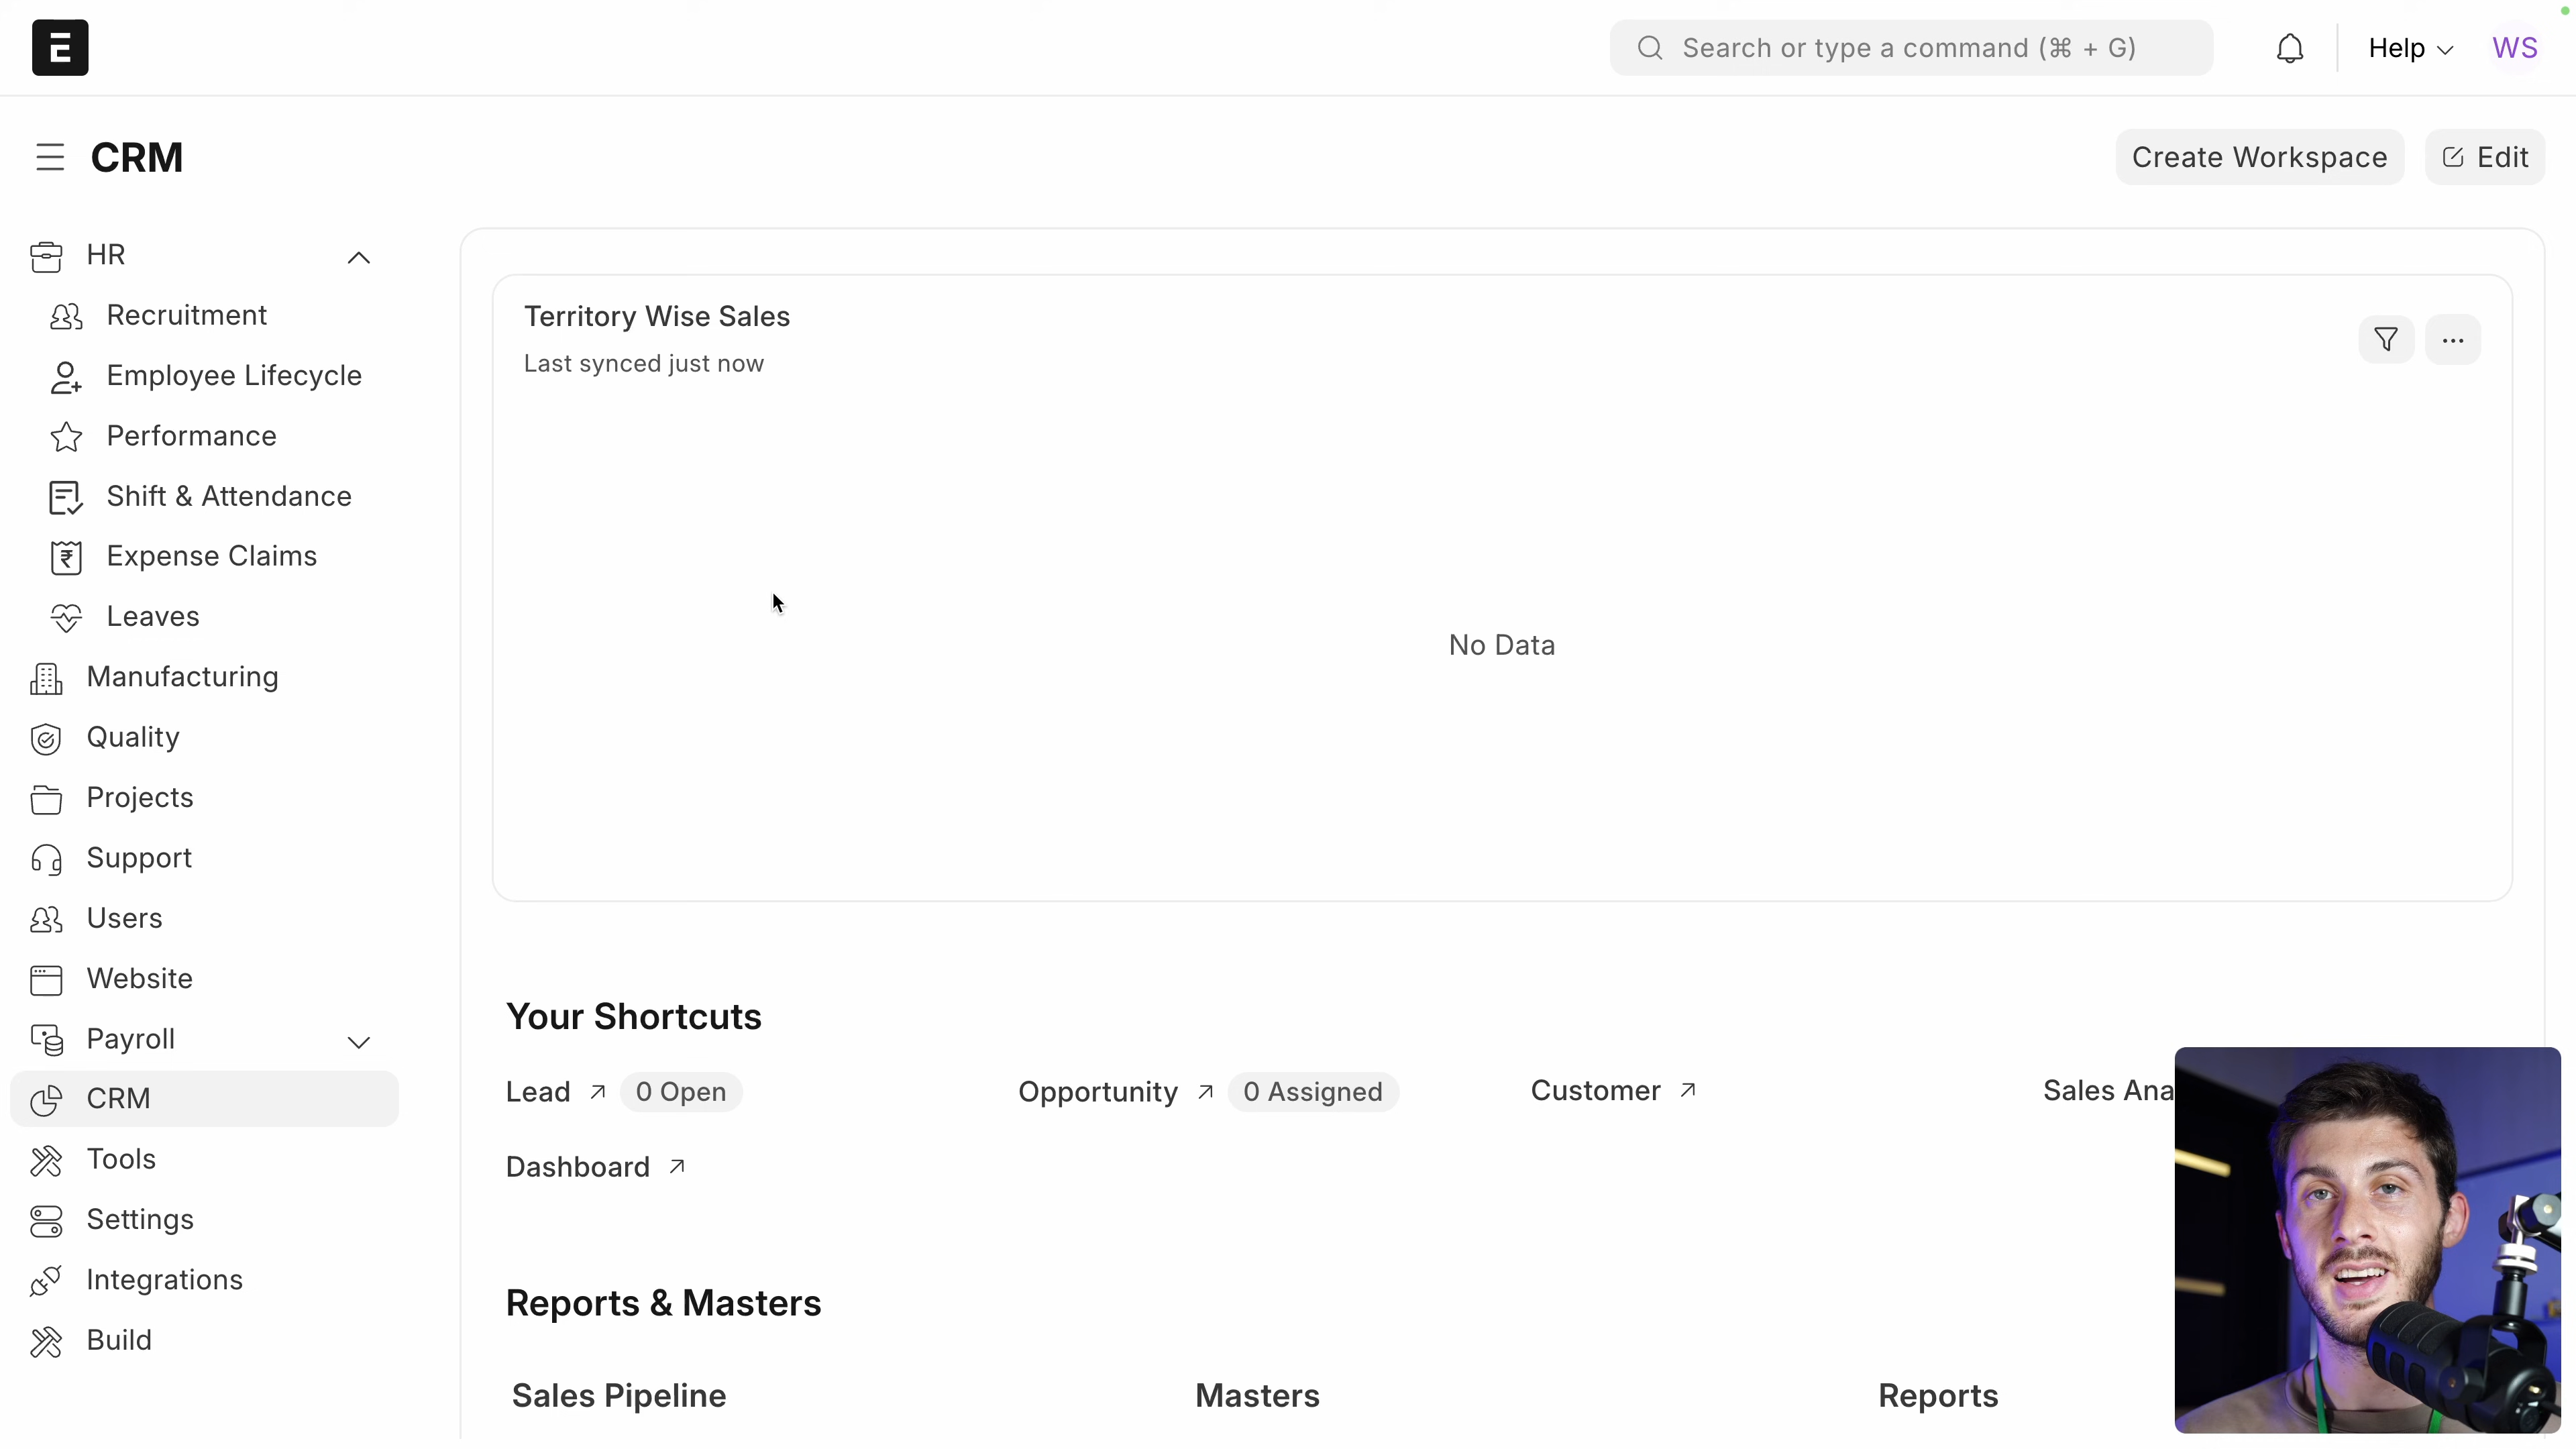 E
Search or type a command (⌘ + G)
Help
WS
CRM
Create Workspace
Edit
HR
Recruitment
Employee Lifecycle
Performance
Shift & Attendance
Expense Claims
Leaves
Manufacturing
Quality
Projects
Support
Users
Website
Payroll
CRM
Tools
Settings
Integrations
Build
Territory Wise Sales
Last synced just now
No Data
Your Shortcuts
Lead 0 Open
Opportunity 0 Assigned
Customer
Sales Ana
Dashboard
Reports & Masters
Sales Pipeline
Masters
Reports